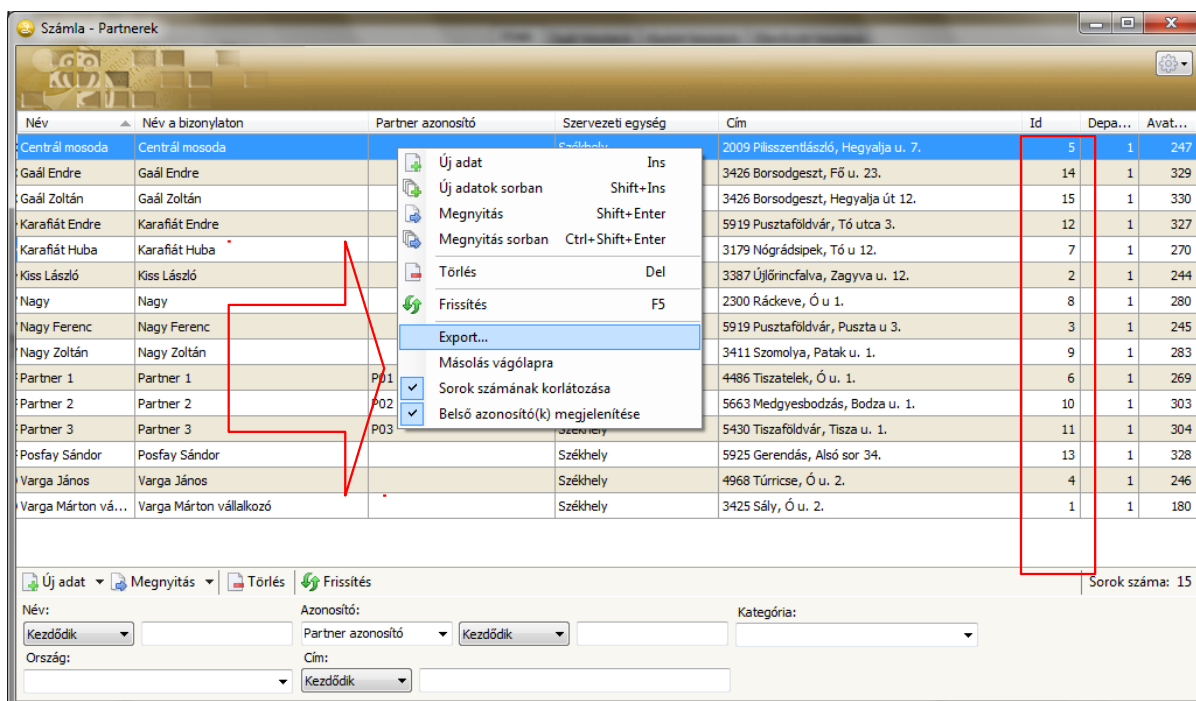 Számla - Partnerek
Név Név a bizonylaton Partner azonosító Szervezeti egység Cím Id Depa... Avat...
Centrál mosoda Centrál mosoda Székhely 2009 Pilisszentlászló, Hegyalja u. 7. 5 1 247
Gaál Endre Gaál Endre 3426 Borsodgeszt, Fő u. 23. 14 1 329
Gaál Zoltán Gaál Zoltán 3426 Borsodgeszt, Hegyalja út 12. 15 1 330
Karafiát Endre Karafiát Endre 5919 Pusztaföldvár, Tó utca 3. 12 1 327
Karafiát Huba Karafiát Huba 3179 Nógrádsipek, Tó u 12. 7 1 270
Kiss László Kiss László 3387 Újlőrincfalva, Zagyva u. 12. 2 1 244
Nagy Nagy 2300 Ráckeve, Ó u 1. 8 1 280
Nagy Ferenc Nagy Ferenc 5919 Pusztaföldvár, Puszta u 3. 3 1 245
Nagy Zoltán Nagy Zoltán 3411 Szomolya, Patak u. 1. 9 1 283
Partner 1 Partner 1 P01 4486 Tiszatelek, Ó u. 1. 6 1 269
Partner 2 Partner 2 P02 5663 Medgyesbodzás, Bodza u. 1. 10 1 303
Partner 3 Partner 3 P03 Székhely 5430 Tiszaföldvár, Tisza u. 1. 11 1 304
Posfay Sándor Posfay Sándor Székhely 5925 Gerendás, Alsó sor 34. 13 1 328
Varga János Varga János Székhely 4968 Túrricse, Ó u. 2. 4 1 246
Varga Márton vá... Varga Márton vállalkozó Székhely 3425 Sály, Ó u. 2. 1 1 180
Új adat Ins
Új adatok sorban Shift+Ins
Megnyitás Shift+Enter
Megnyitás sorban Ctrl+Shift+Enter
Törlés Del
Frissítés F5
Export...
Másolás vágólapra
Sorok számának korlátozása
Belső azonosító(k) megjelenítése
Új adat Megnyitás Törlés Frissítés Sorok száma: 15
Név: Azonosító: Kategória:
Kezdődik Partner azonosító Kezdődik
Ország: Cím:
Kezdődik